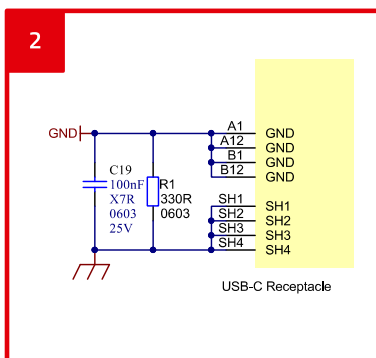 2
GND
A1
GND
A12
GND
B1
GND
B12
GND
C19
100nF
X7R
0603
25V
R1
330R
0603
SH1
SH1
SH2
SH2
SH3
SH3
SH4
SH4
USB-C Receptacle